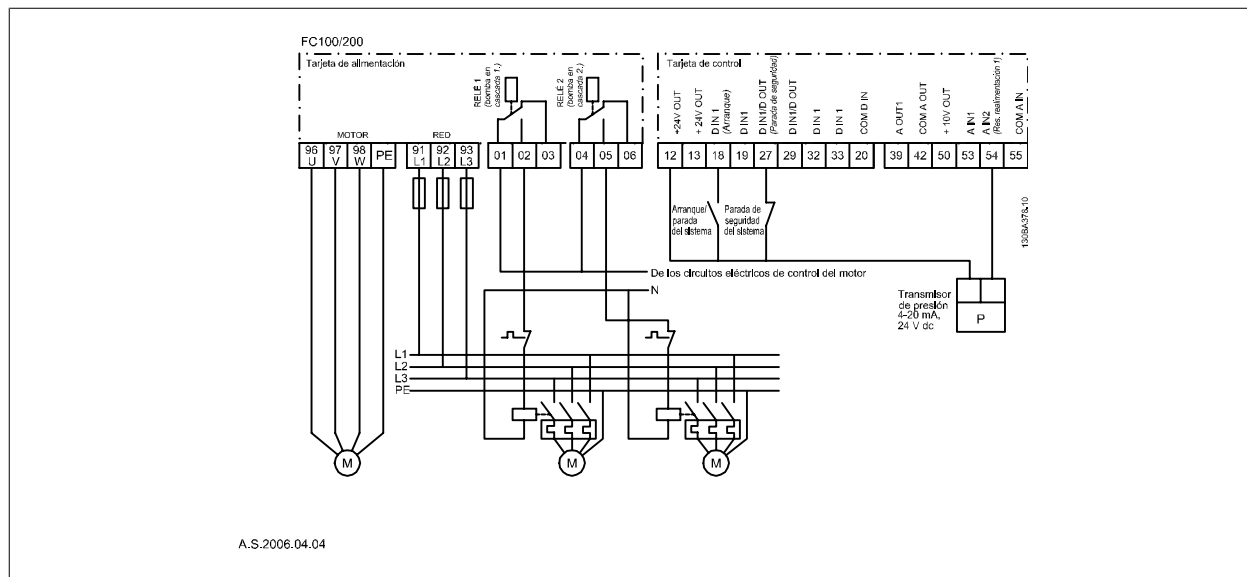 FC100/200
Tarjeta de alimentación
MOTOR
RED
RELÉ 1
(bomba en
cascada 1.)
RELÉ 2
(bomba en
cascada 2.)
96 97 98 PE
U V W
91 92 93
L1 L2 L3
01 02 03
04 05 06
Tarjeta de control
+24V OUT
+ 24V OUT
D IN 1
(Arranque)
D IN1
D IN1/D OUT
(Parada de seguridad)
D IN1/D OUT
D IN 1
D IN 1
COM D IN
A OUT1
COM A OUT
+ 10V OUT
A IN1
A IN2
(Res. realimentación 1)
COM A IN
12 13 18 19 27 29 32 33 20
39 42 50 53 54 55
Arranque/
parada
del sistema
Parada de
seguridad
del sistema
130BA378.10
De los circuitos eléctricos de control del motor
N
Transmisor
de presión
4-20 mA,
24 V dc
P
L1
L2
L3
PE
M
M
M
A.S.2006.04.04